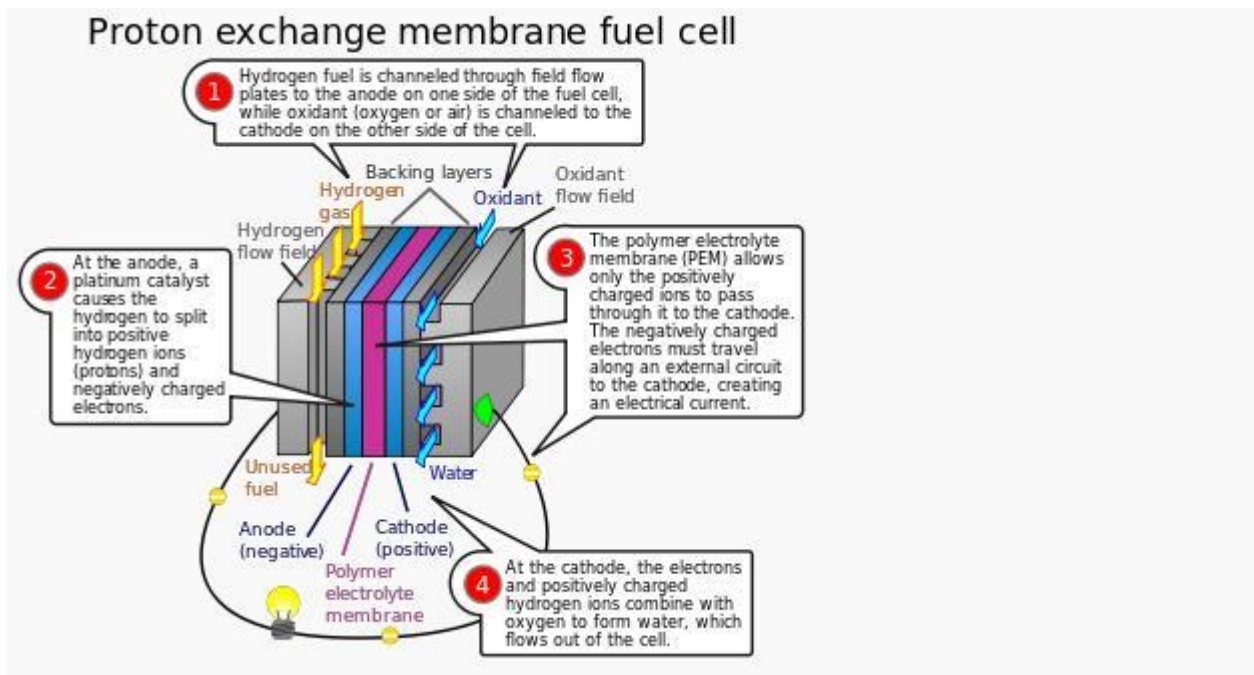 Proton exchange membrane fuel cell
1
Hydrogen fuel is channeled through field flow
plates to the anode on one side of the fuel cell,
while oxidant (oxygen or air) is channeled to the
cathode on the other side of the cell.
Backing layers
Oxidant
flow field
Hydrogen
gas
Oxidant
Hydrogen
flow field
2
At the anode, a
platinum catalyst
causes the
hydrogen to split
into positive
hydrogen ions
(protons) and
negatively charged
electrons.
3
The polymer electrolyte
membrane (PEM) allows
only the positively
charged ions to pass
through it to the cathode.
The negatively charged
electrons must travel
along an external circuit
to the cathode, creating
an electrical current.
Unused
fuel
Water
Anode
(negative)
Cathode
(positive)
Polymer
electrolyte
membrane
4
At the cathode, the electrons
and positively charged
hydrogen ions combine with
oxygen to form water, which
flows out of the cell.